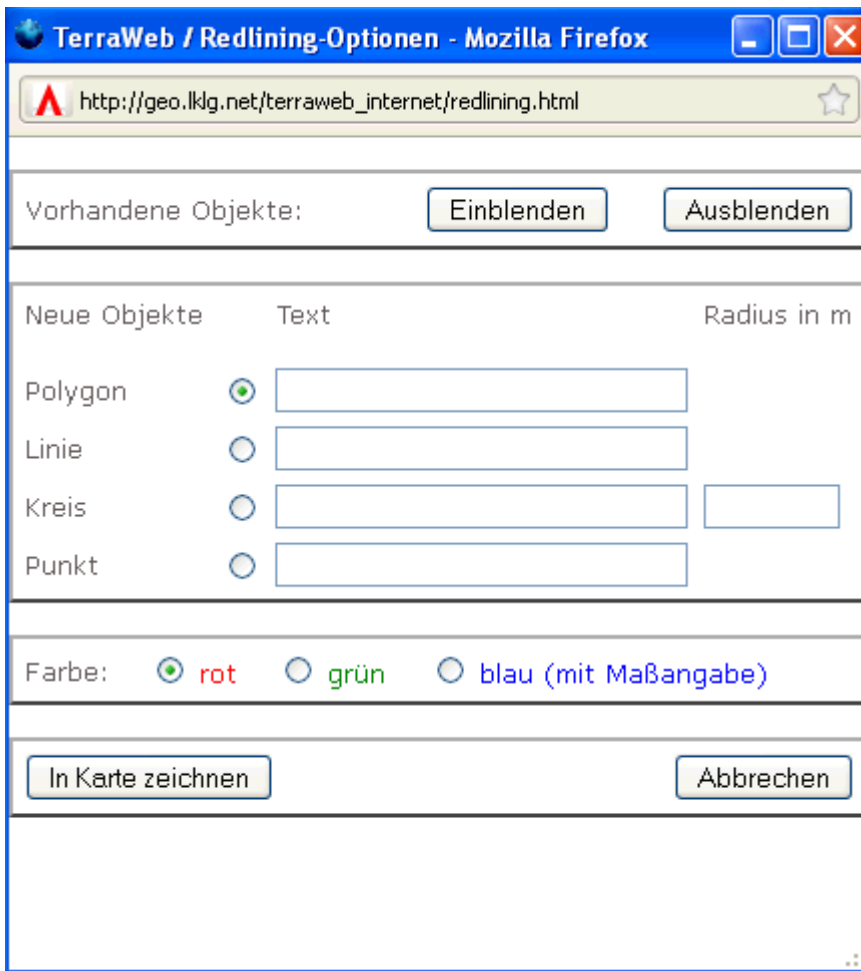 TerraWeb / Redlining-Optionen - Mozilla Firefox
http://geo.lklg.net/terraweb_internet/redlining.html
Vorhandene Objekte: Einblenden Ausblenden
Neue Objekte Text Radius in m
Polygon
Linie
Kreis
Punkt
Farbe: rot grün blau (mit Maßangabe)
In Karte zeichnen Abbrechen